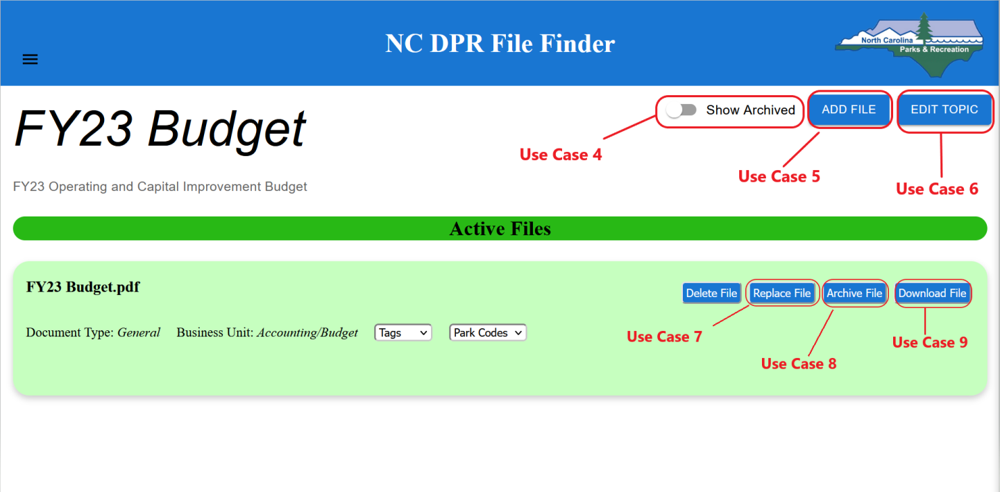 NC DPR File Finder
North Carolina
Parks & Recreation
FY23 Budget
Show Archived
ADD FILE
EDIT TOPIC
Use Case 4
Use Case 5
Use Case 6
FY23 Operating and Capital Improvement Budget
Active Files
FY23 Budget.pdf
Delete File
Replace File
Archive File
Download File
Document Type: General Business Unit: Accounting/Budget Tags Park Codes
Use Case 7
Use Case 9
Use Case 8